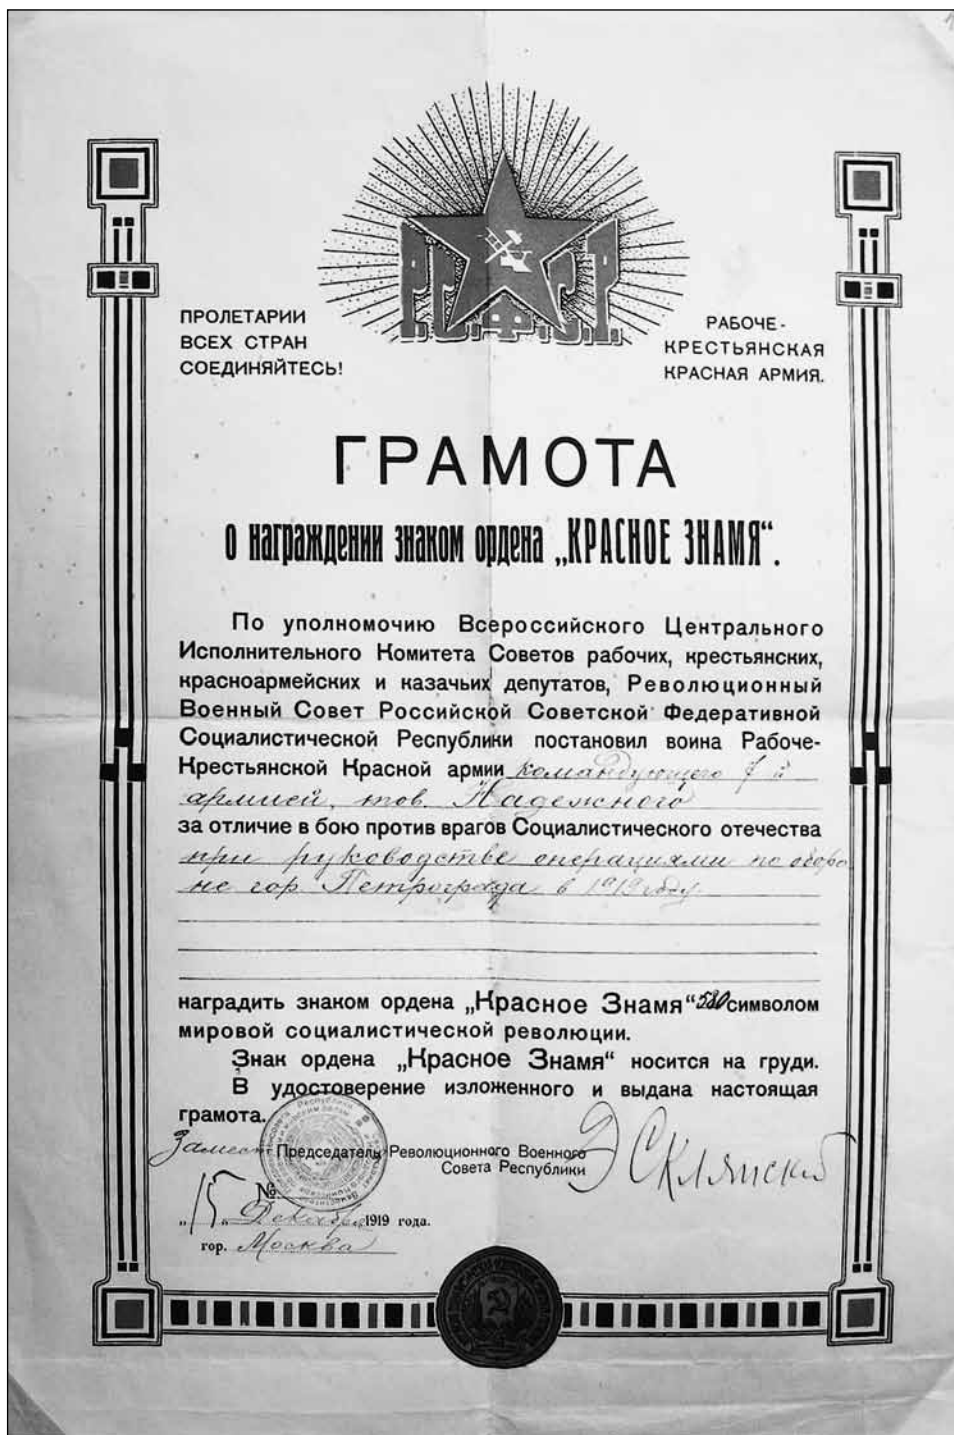 Р.С.Ф.С.Р.
ПРОЛЕТАРИИ
ВСЕХ СТРАН
СОЕДИНЯЙТЕСЬ!
РАБОЧЕ-
КРЕСТЬЯНСКАЯ
КРАСНАЯ АРМИЯ.
ГРАМОТА
о награждении знаком ордена „КРАСНОЕ ЗНАМЯ“.
По уполномочию Всероссийского Центрального
Исполнительного Комитета Советов рабочих, крестьянских,
красноармейских и казачьих депутатов, Революционный
Военный Совет Российской Советской Федеративной
Социалистической Республики постановил воина Рабоче-
Крестьянской Красной армии командующего 7 й
армией, тов. Надежного
за отличие в бою против врагов Социалистического отечества
при руководстве операциями по оборо
не гор. Петрограда в 1919 году.
наградить знаком ордена „Красное Знамя“ 580 символом
мировой социалистической революции.
Знак ордена „Красное Знамя“ носится на груди.
В удостоверение изложенного и выдана настоящая
грамота.
Замест Председатель Революционного Военного
Совета Республики
Э Склянский
№
„15„ Декабря 1919 года.
гор. Москва